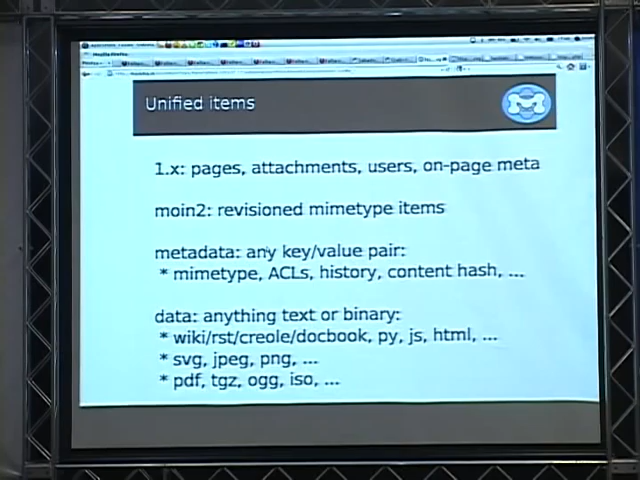 Unified items
1.x: pages, attachments, users, on-page meta
moin2: revisioned mimetype items
metadata: any key/value pair:
* mimetype, ACLs, history, content hash, ...
data: anything text or binary:
* wiki/rst/creole/docbook, py, js, html, ...
* svg, jpeg, png, ...
* pdf, tgz, ogg, iso, ...